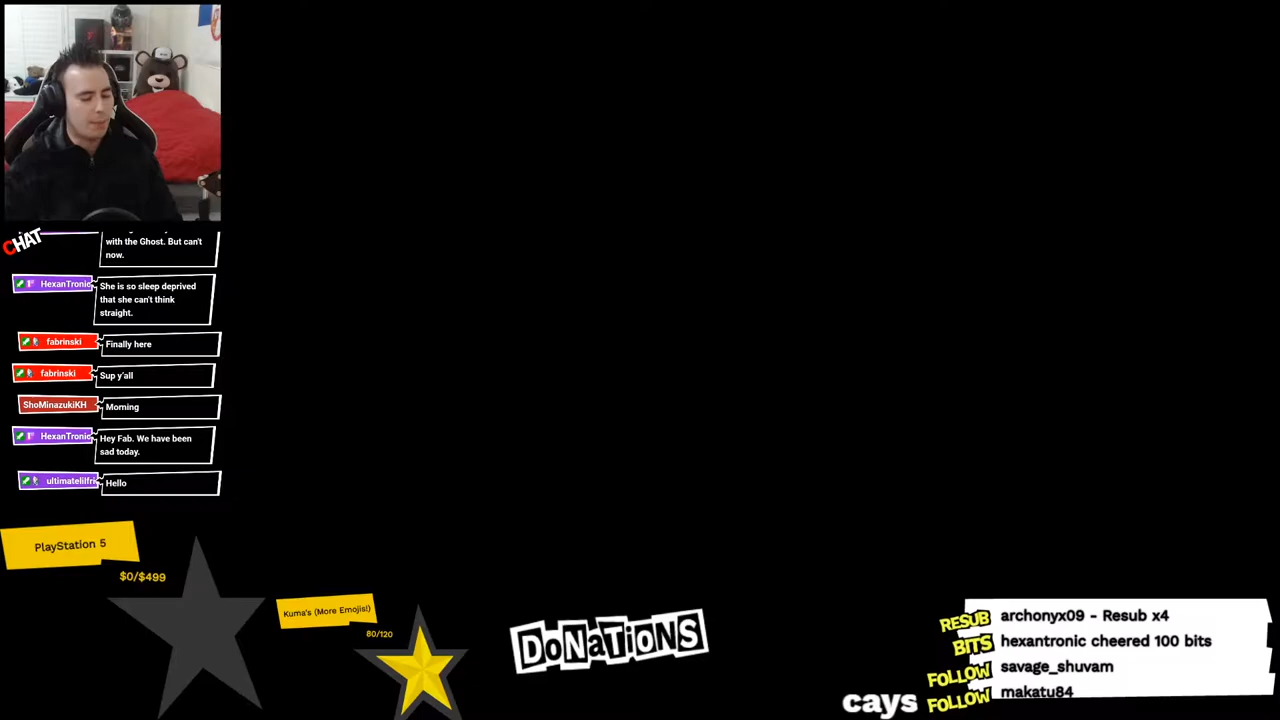 CHAT
with the Ghost. But can't
now.
HexanTronic
She is so sleep deprived
that she can't think
straight.
fabrinski
Finally here
fabrinski
Sup y'all
ShoMinazukiKH
Morning
HexanTronic
Hey Fab. We have been
sad today.
ultimatelilfri
Hello
PlayStation 5
$0/$499
Kuma's (More Emojis!)
80/120
DoNaTiONS
RESUB archonyx09 - Resub x4
BITS hexantronic cheered 100 bits
FOLLOW savage_shuvam
cays FOLLOW makatu84